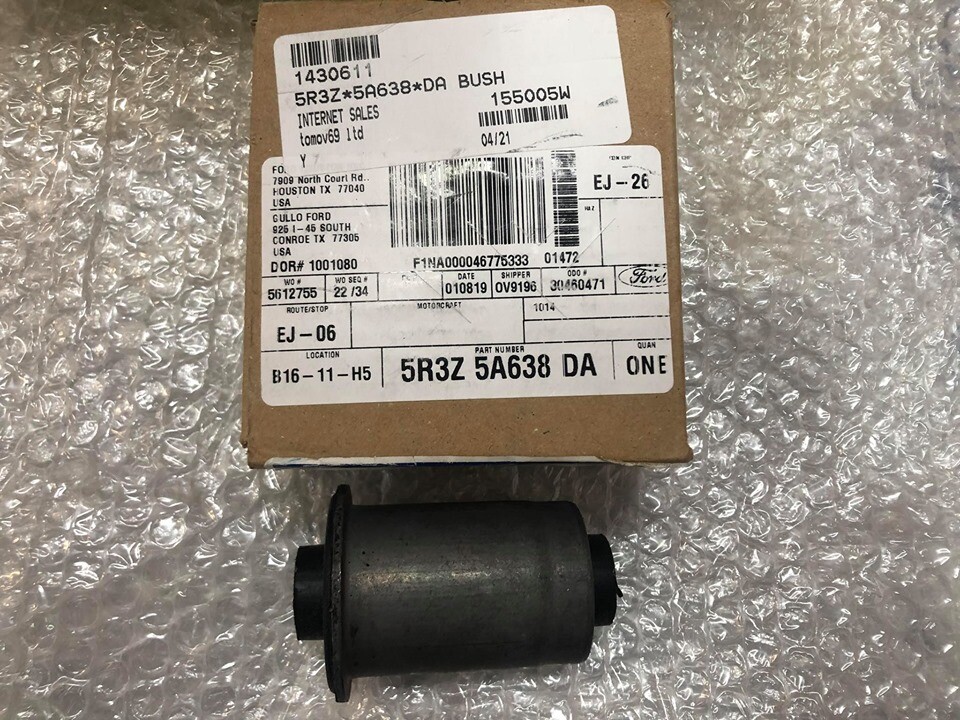 1430611
5R3Z*5A638*DA BUSH
INTERNET SALES
155005W
tomov69 ltd
04/21
Y
7909 North Court Rd..
HOUSTON TX 77040
USA
EJ-26
GULLO FORD
925 I-45 SOUTH
CONROE TX 77305
USA
DOR# 1001080
F1NA000046775333
01472
WO #
5612755
WO SEQ #
22 /34
DATE
010819
SHIPPER
OV9196
ODO #
30460471
Ford
ROUTE/STOP
EJ-06
MOTORCRAFT
1014
LOCATION
B16-11-H5
PART NUMBER
5R3Z 5A638 DA
QUAN
ONE